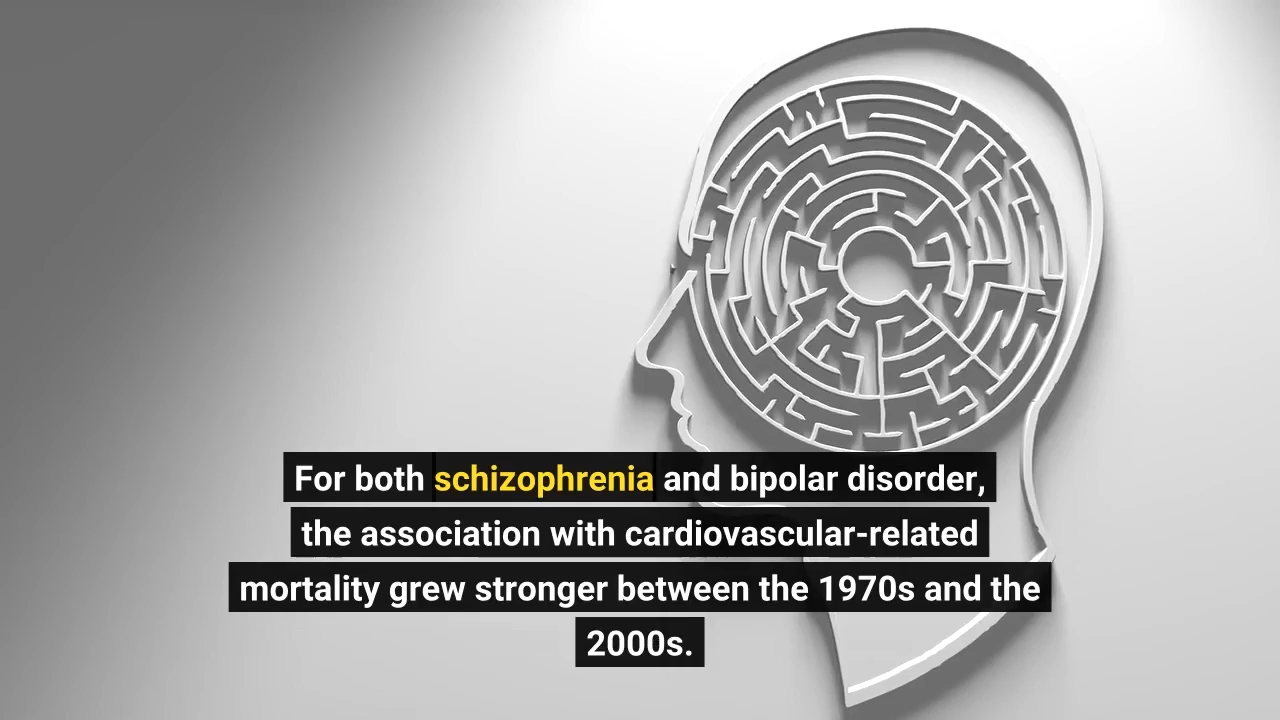 For both schizophrenia and bipolar disorder,
the association with cardiovascular-related
mortality grew stronger between the 1970s and the
2000s.